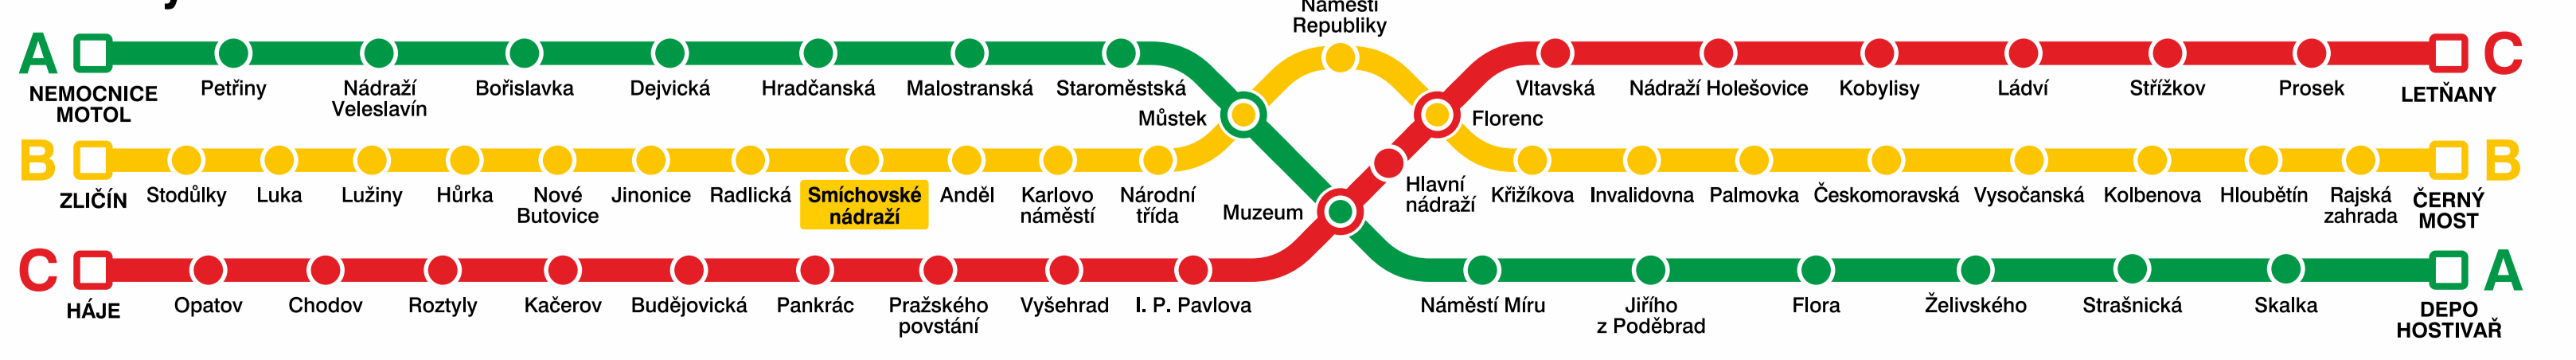 Náměstí
Republiky
A
NEMOCNICE
MOTOL
Petřiny
Nádraží
Veleslavín
Bořislavka
Dejvická
Hradčanská
Malostranská
Staroměstská
Můstek
Florenc
Vltavská
Nádraží Holešovice
Kobylisy
Ládví
Střížkov
Prosek
LETŇANY
C
B
ZLIČÍN
Stodůlky
Luka
Lužiny
Hůrka
Nové
Butovice
Jinonice
Radlická
Smíchovské
nádraží
Anděl
Karlovo
náměstí
Národní
třída
Muzeum
Hlavní
nádraží
Křižíkova
Invalidovna
Palmovka
Českomoravská
Vysočanská
Kolbenova
Hloubětín
Rajská
zahrada
ČERNÝ
MOST
B
C
HÁJE
Opatov
Chodov
Roztyly
Kačerov
Budějovická
Pankrác
Pražského
povstání
Vyšehrad
I. P. Pavlova
Náměstí Míru
Jiřího
z Poděbrad
Flora
Želivského
Strašnická
Skalka
DEPO
HOSTIVAŘ
A